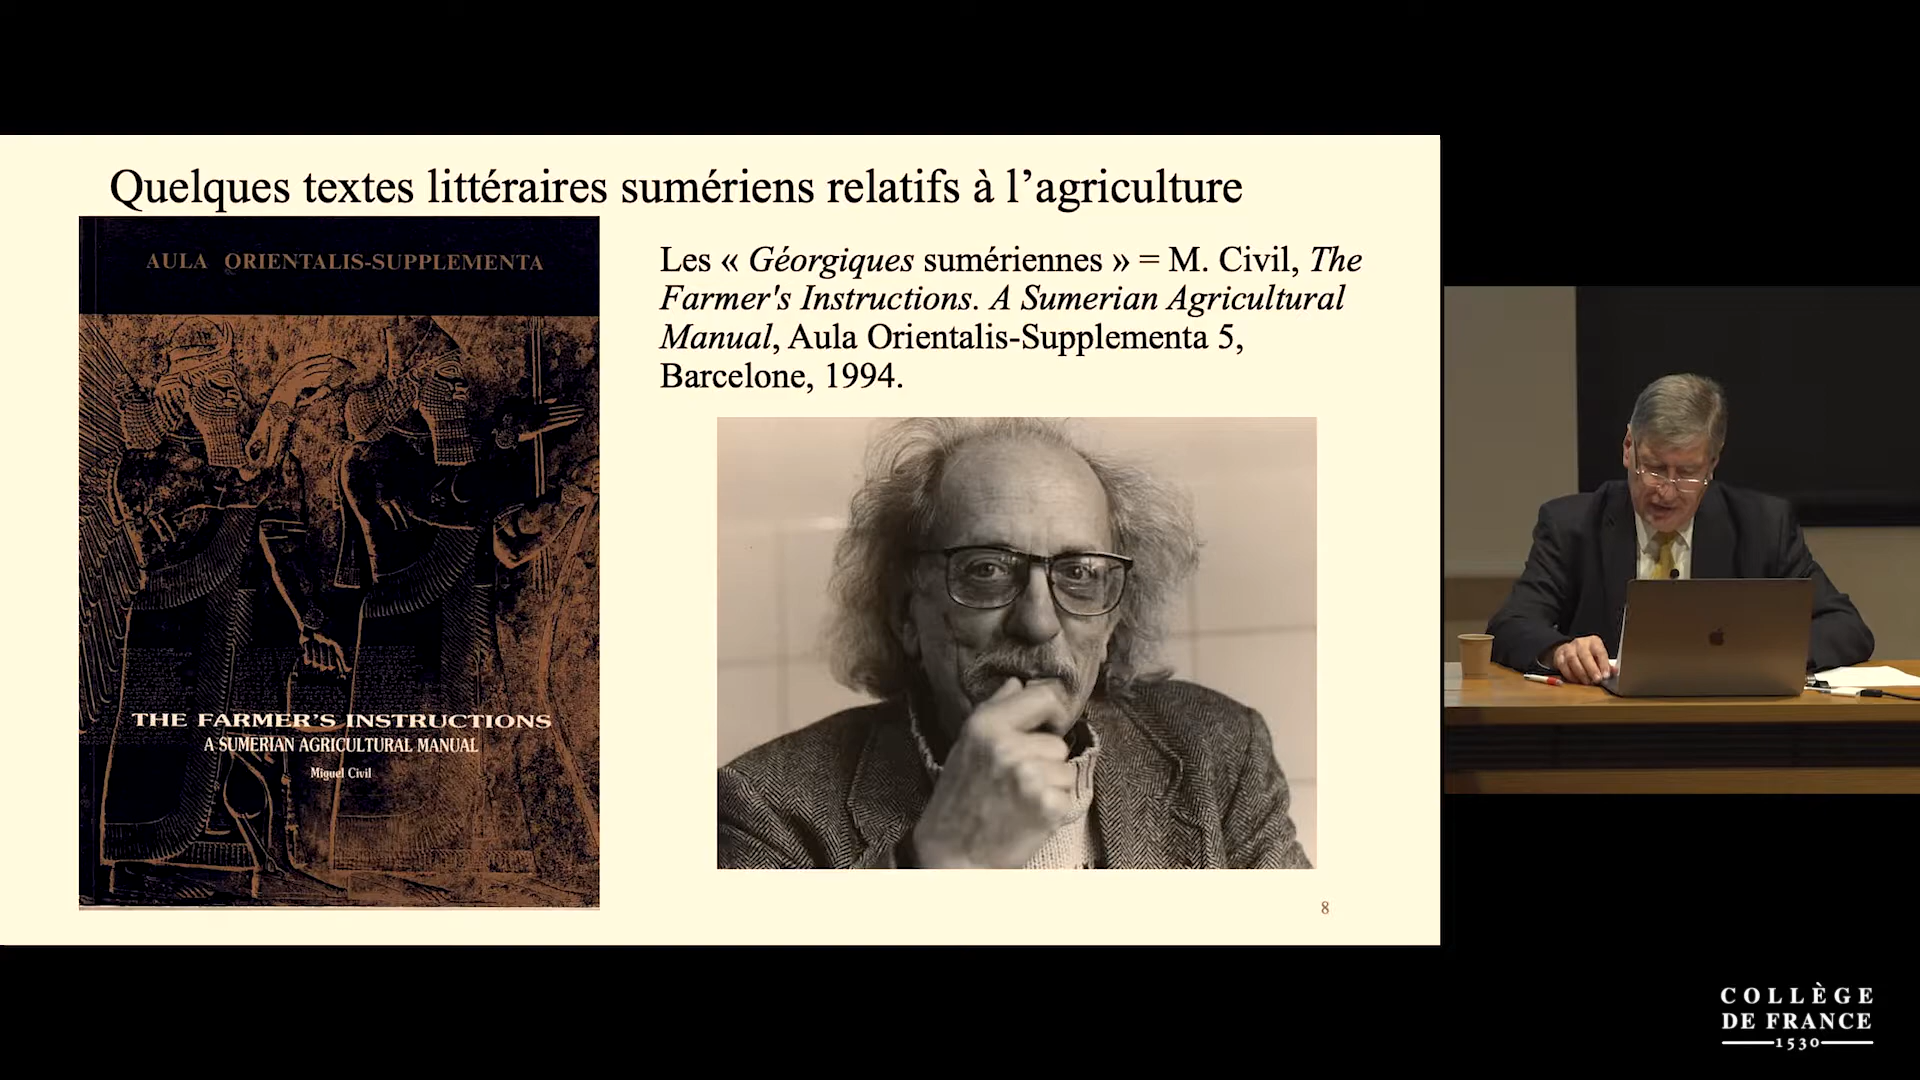 Quelques textes littéraires sumériens relatifs à l’agriculture
AULA ORIENTALIS-SUPPLEMENTA
THE FARMER’S INSTRUCTIONS
A SUMERIAN AGRICULTURAL MANUAL
Miguel Civil
Les « Géorgiques sumériennes » = M. Civil, The
Farmer's Instructions. A Sumerian Agricultural
Manual, Aula Orientalis-Supplementa 5,
Barcelone, 1994.
8
COLLÈGE
DE FRANCE
1530